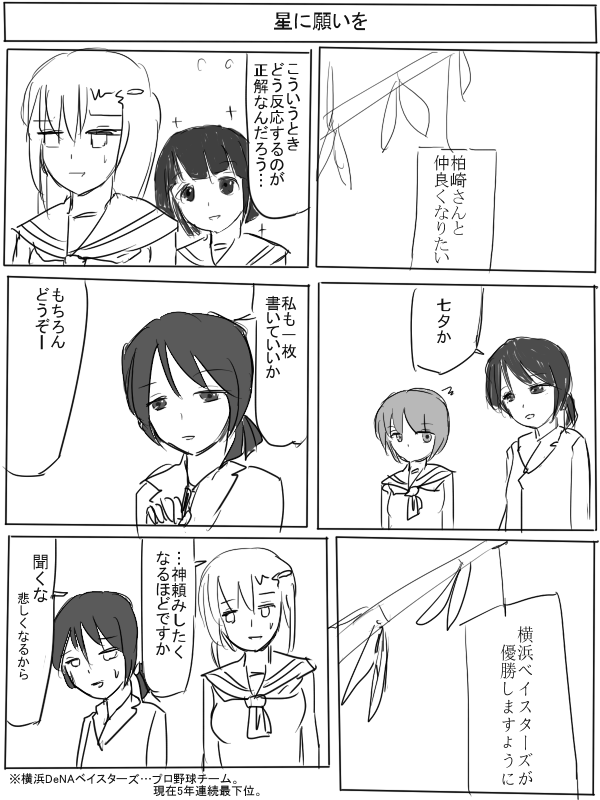 星に願いを
柏崎さんと
仲良くなりたい
こういうとき
どう反応するのが
正解なんだろう…
七夕か
私も一枚
書いていいか
もちろん
どうぞー
横浜ベイスターズが
優勝しますように
…神頼みしたく
なるほどですか
聞くな
悲しくなるから
※横浜DeNAベイスターズ…プロ野球チーム。
現在5年連続最下位。